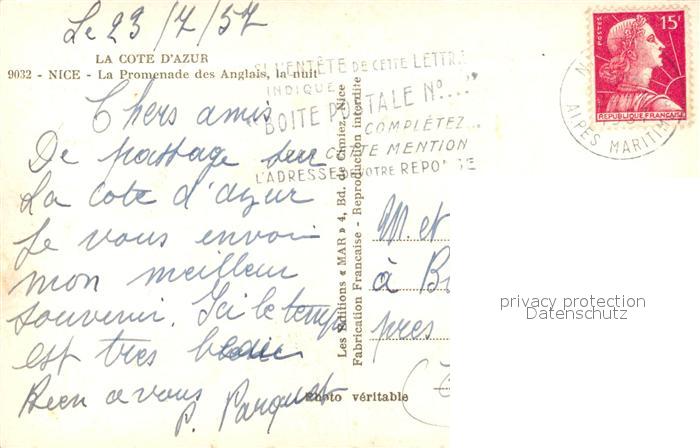 Le 23/7/57
LA COTE D'AZUR
9032 - NICE - La Promenade des Anglais, la nuit
Chers amis
De passage sur
La cote d'azur
Je vous envoi
mon meilleur
souvenir. Ici le temps
est tres beau
Bien a vous
P. Parquet
SI L'ENTÊTE DE CETTE LETTRE
INDIQUE
"BOITE POSTALE N°..."
COMPLÉTEZ...
CETTE MENTION
L'ADRESSE DE VOTRE REPONSE
Les Editions « MAR » 4, Bd. de Cimiez, Nice
Fabrication Française - Reproduction interdite
Photo véritable
POSTES
15F
REPUBLIQUE FRANÇAISE
ALPES MARITIM
M. et
à
pres
privacy protection
Datenschutz